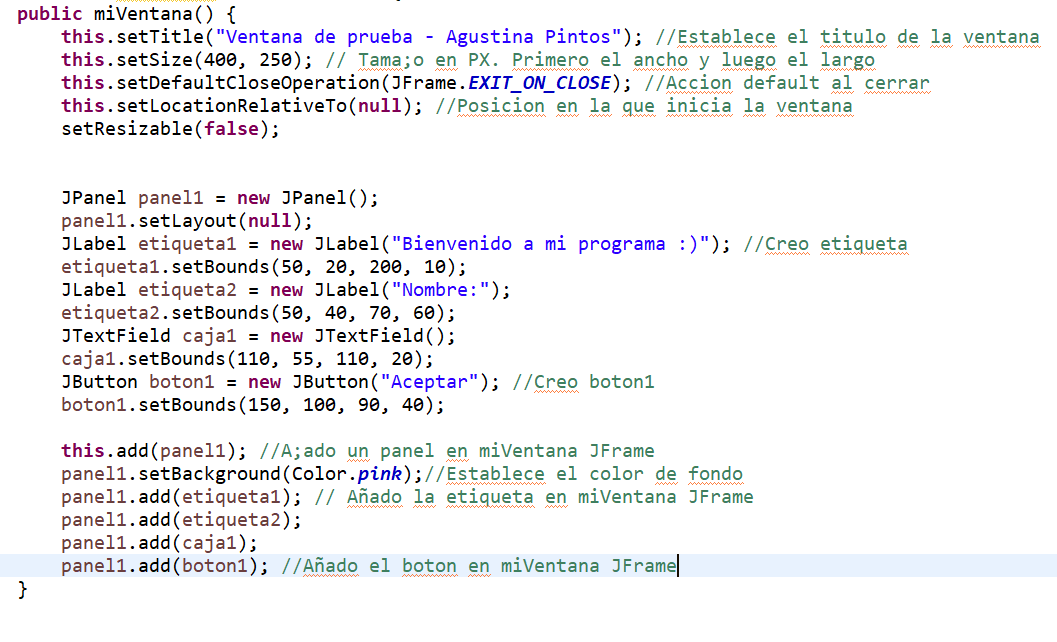 public miVentana() {
this.setTitle("Ventana de prueba - Agustina Pintos"); //Establece el titulo de la ventana
this.setSize(400, 250); // Tama;o en PX. Primero el ancho y luego el largo
this.setDefaultCloseOperation(JFrame.EXIT_ON_CLOSE); //Accion default al cerrar
this.setLocationRelativeTo(null); //Posicion en la que inicia la ventana
setResizable(false);
JPanel panel1 = new JPanel();
panel1.setLayout(null);
JLabel etiqueta1 = new JLabel("Bienvenido a mi programa :)"); //Creo etiqueta
etiqueta1.setBounds(50, 20, 200, 10);
JLabel etiqueta2 = new JLabel("Nombre:");
etiqueta2.setBounds(50, 40, 70, 60);
JTextField caja1 = new JTextField();
caja1.setBounds(110, 55, 110, 20);
JButton boton1 = new JButton("Aceptar"); //Creo boton1
boton1.setBounds(150, 100, 90, 40);
this.add(panel1); //A;ado un panel en miVentana JFrame
panel1.setBackground(Color.pink);//Establece el color de fondo
panel1.add(etiqueta1); // Añado la etiqueta en miVentana JFrame
panel1.add(etiqueta2);
panel1.add(caja1);
panel1.add(boton1); //Añado el boton en miVentana JFrame
}